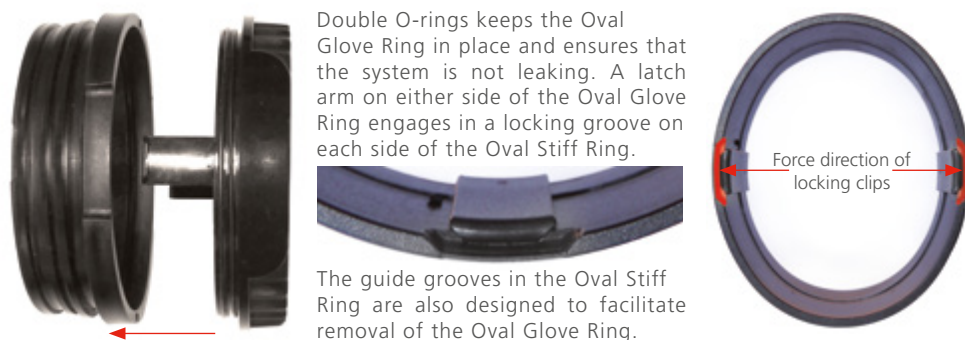 Double O-rings keeps the Oval
Glove Ring in place and ensures that
the system is not leaking. A latch
arm on either side of the Oval Glove
Ring engages in a locking groove on
each side of the Oval Stiff Ring.
The guide grooves in the Oval Stiff
Ring are also designed to facilitate
removal of the Oval Glove Ring.
Force direction of
locking clips